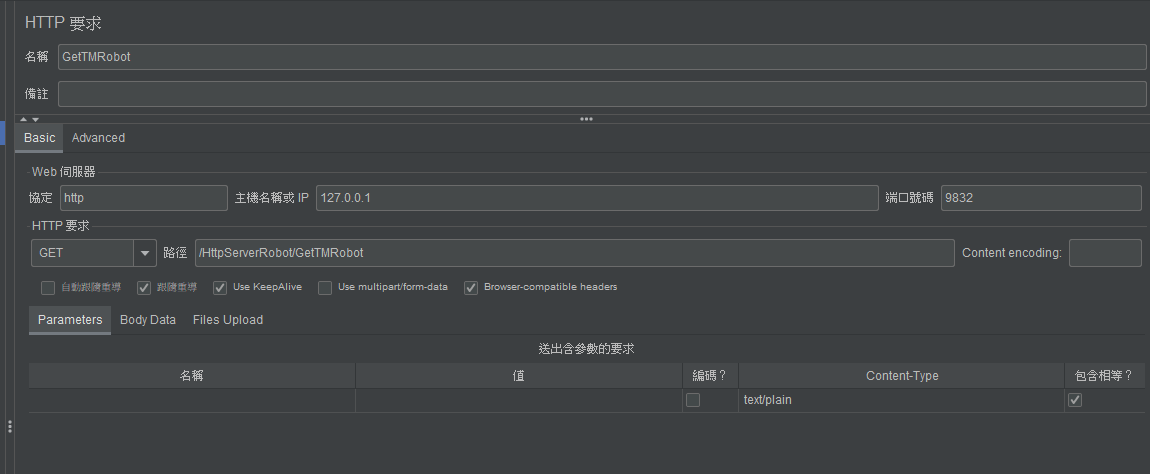 HTTP 要求
名稱 GetTMRobot
備註
Basic Advanced
Web 伺服器
協定 http 主機名稱或 IP 127.0.0.1 端口號碼 9832
HTTP 要求
GET 路徑 /HttpServerRobot/GetTMRobot Content encoding:
自動跟隨重導 跟隨重導 Use KeepAlive Use multipart/form-data Browser-compatible headers
Parameters Body Data Files Upload
送出含參數的要求
名稱 值 編碼？ Content-Type 包含相等？
text/plain